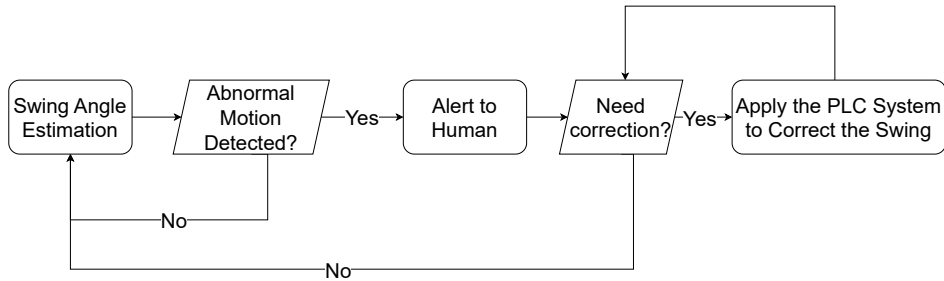 Swing Angle
Estimation
Abnormal
Motion
Detected?
Yes
Alert to
Human
Need
correction?
Yes
Apply the PLC System
to Correct the Swing
No
No